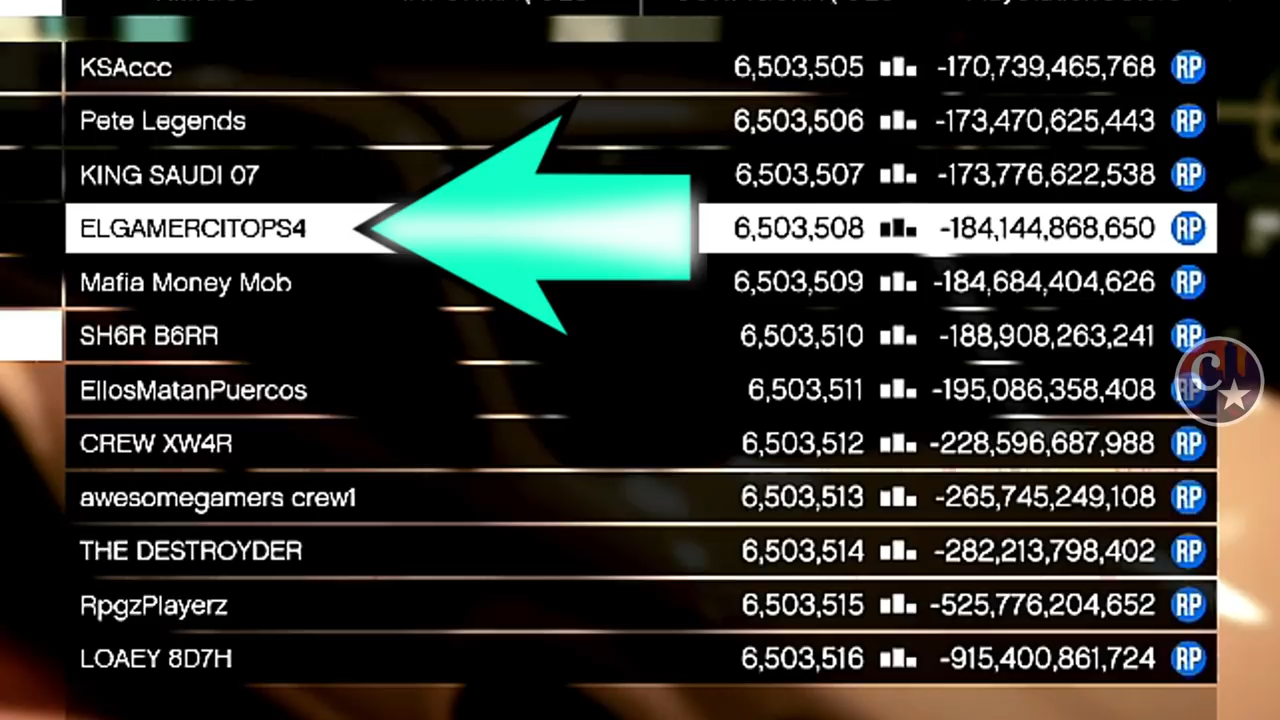 KSAccc 6,503,505 -170,739,465,768 RP
Pete Legends 6,503,506 -173,470,625,443 RP
KING SAUDI 07 6,503,507 -173,776,622,538 RP
ELGAMERCITOPS4 6,503,508 -184,144,868,650 RP
Mafia Money Mob 6,503,509 -184,684,404,626 RP
SH6R B6RR 6,503,510 -188,908,263,241 RP
EllosMatanPuercos 6,503,511 -195,086,358,408 RP
CREW XW4R 6,503,512 -228,596,687,988 RP
awesomegamers crew1 6,503,513 -265,745,249,108 RP
THE DESTROYDER 6,503,514 -282,213,798,402 RP
RpgzPlayerz 6,503,515 -525,776,204,652 RP
LOAEY 8D7H 6,503,516 -915,400,861,724 RP